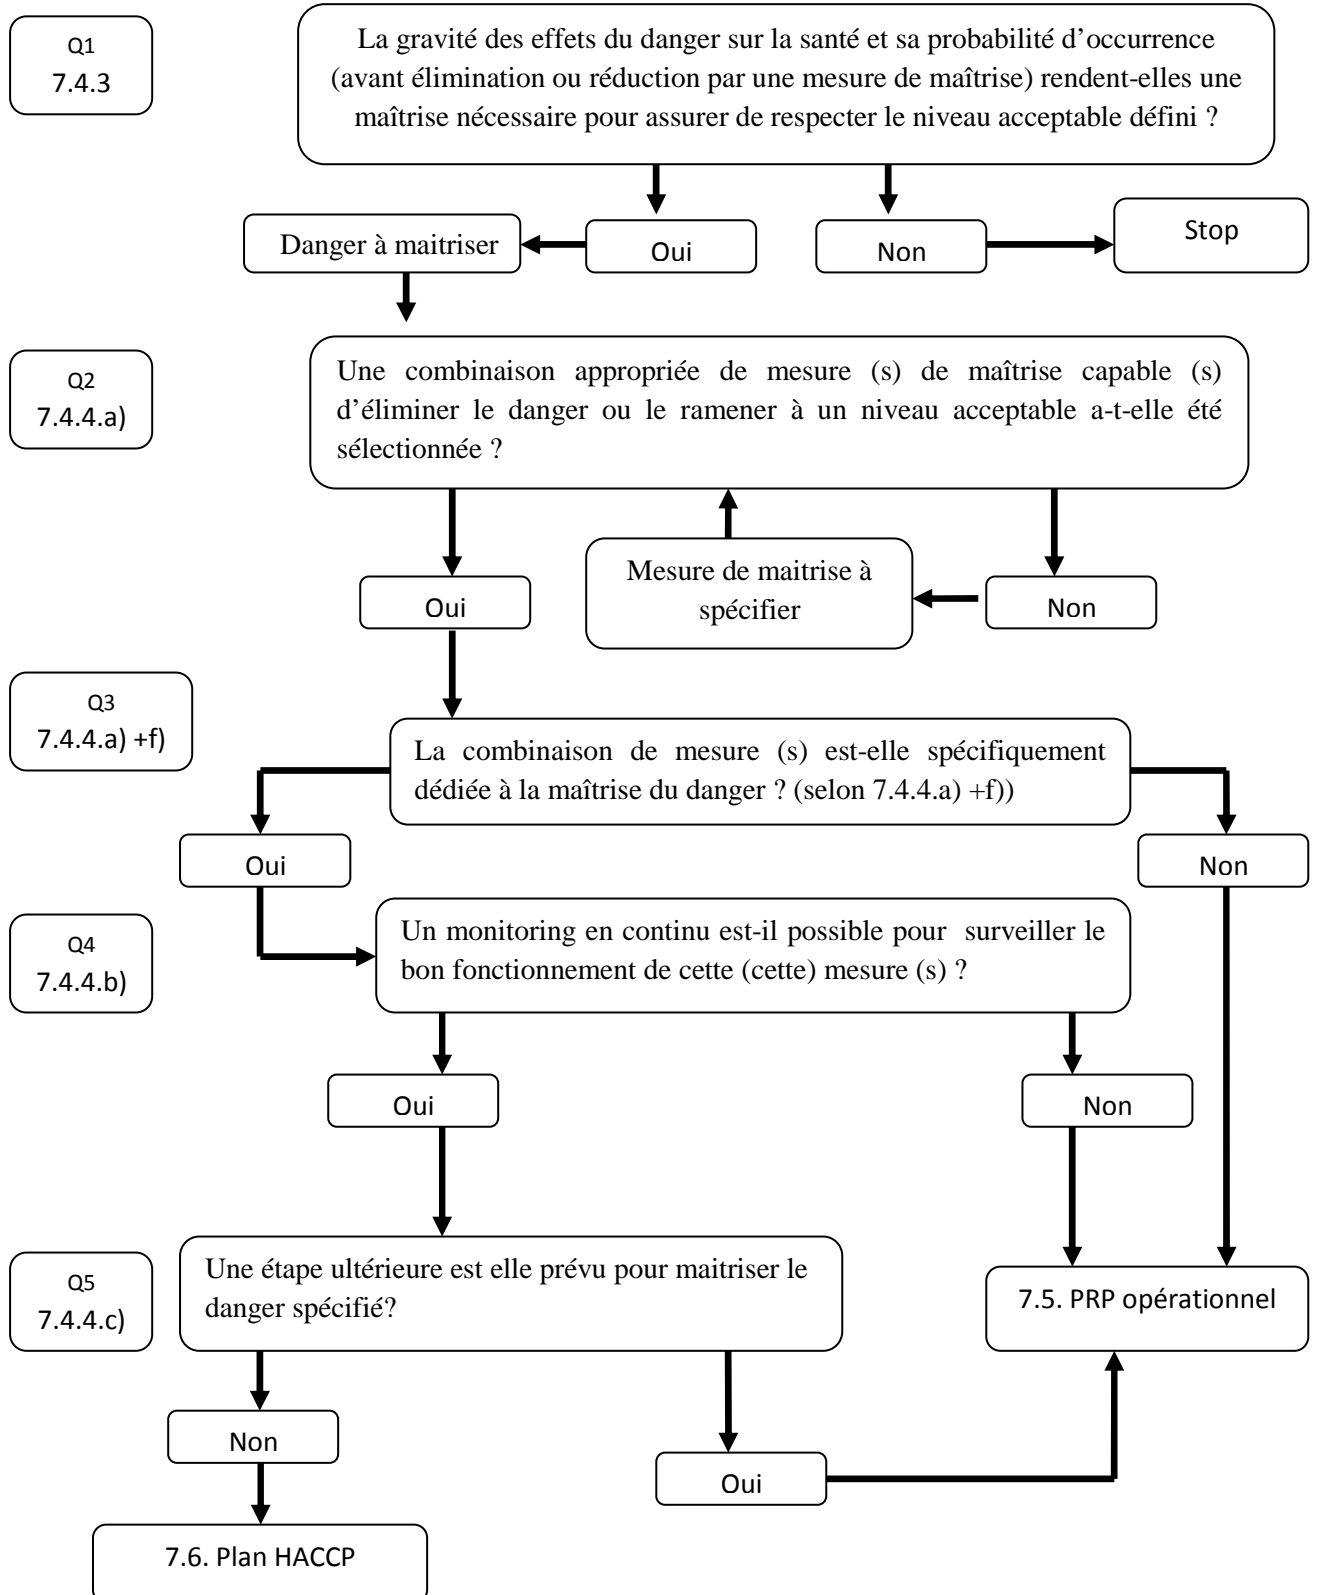 Q1
7.4.3
La gravité des effets du danger sur la santé et sa probabilité d’occurrence
(avant élimination ou réduction par une mesure de maîtrise) rendent-elles une
maîtrise nécessaire pour assurer de respecter le niveau acceptable défini ?
Danger à maitriser
Oui
Non
Stop
Q2
7.4.4.a)
Une combinaison appropriée de mesure (s) de maîtrise capable (s)
d’éliminer le danger ou le ramener à un niveau acceptable a-t-elle été
sélectionnée ?
Oui
Mesure de maitrise à
spécifier
Non
Q3
7.4.4.a) +f)
La combinaison de mesure (s) est-elle spécifiquement
dédiée à la maîtrise du danger ? (selon 7.4.4.a) +f))
Oui
Non
Q4
7.4.4.b)
Un monitoring en continu est-il possible pour surveiller le
bon fonctionnement de cette (cette) mesure (s) ?
Oui
Non
Q5
7.4.4.c)
Une étape ultérieure est elle prévu pour maitriser le
danger spécifié?
7.5. PRP opérationnel
Non
Oui
7.6. Plan HACCP